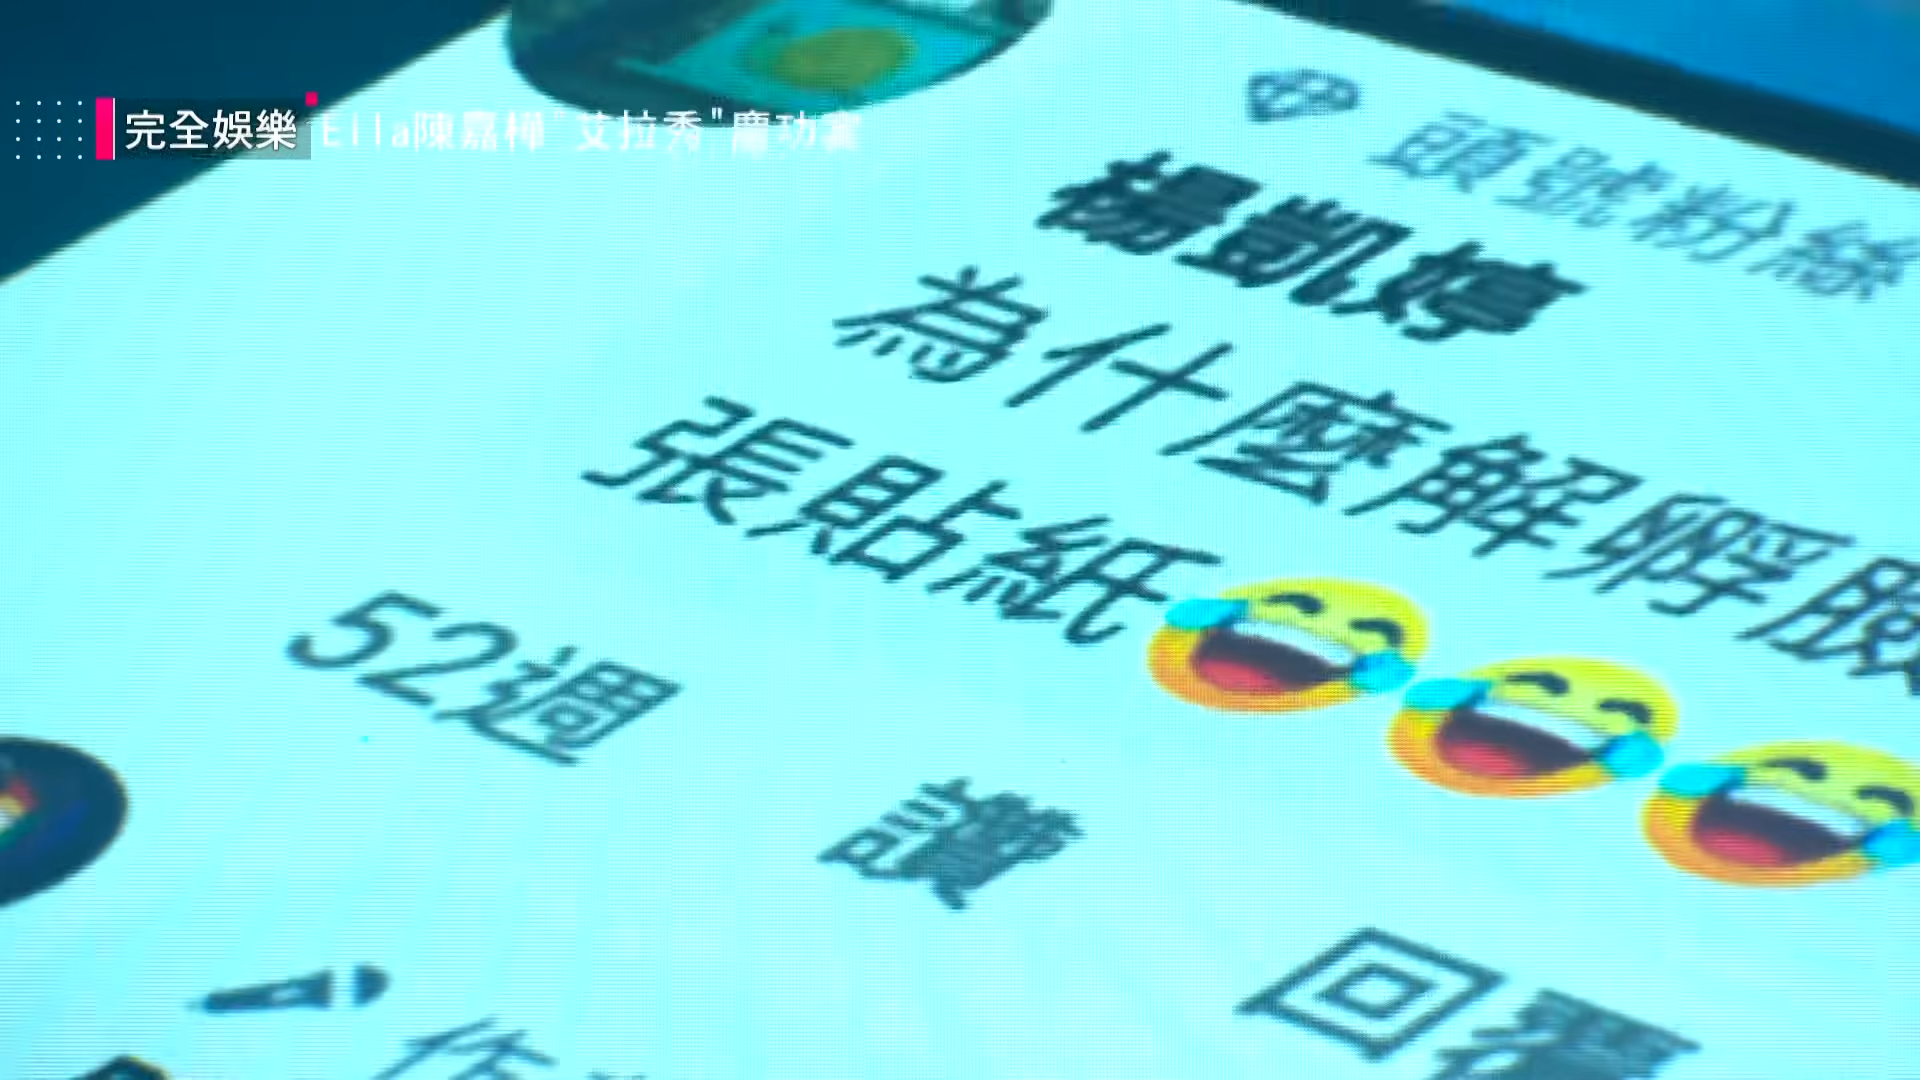 完全娛樂 Ella陳嘉樺"艾拉秀"慶功宴
頭號粉絲
楊凱婷
為什麼解孵臉
張貼紙😂😂😂
52週
讚
回覆
作